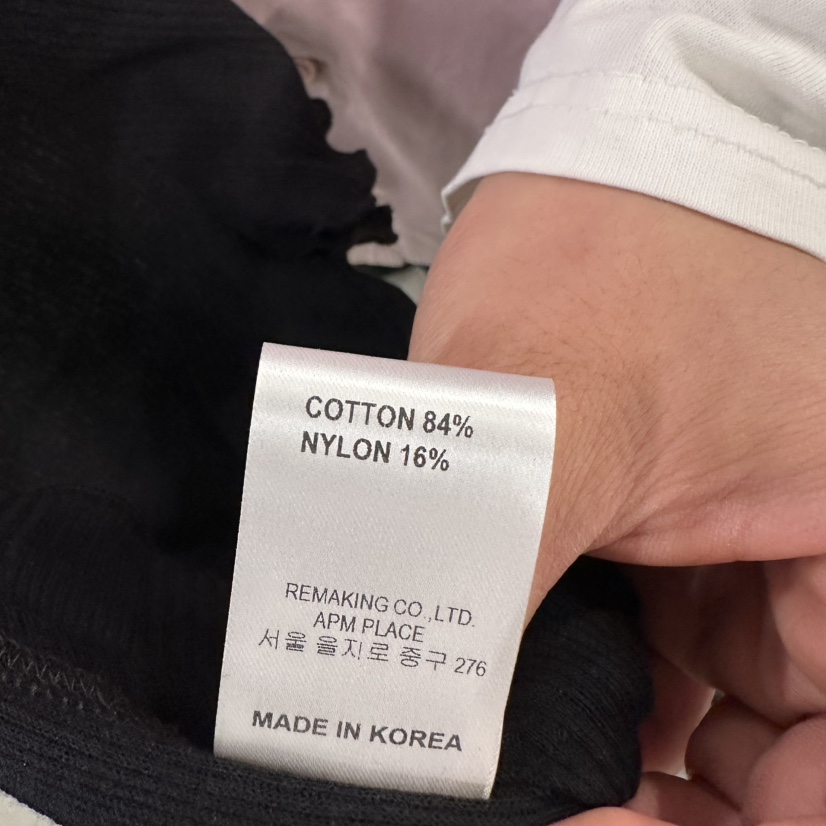 COTTON 84%
NYLON 16%
REMAKING CO.,LTD.
APM PLACE
서울 을지로 중구 276
MADE IN KOREA